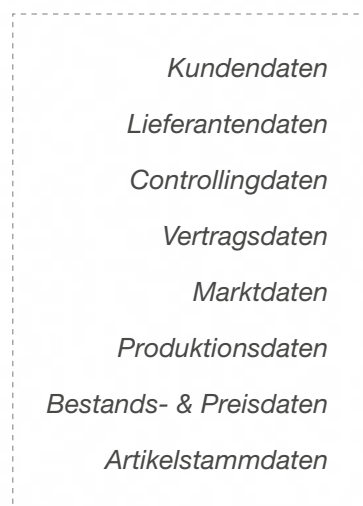 Kundendaten
Lieferantendaten
Controllingdaten
Vertragsdaten
Marktdaten
Produktionsdaten
Bestands- & Preisdaten
Artikelstammdaten